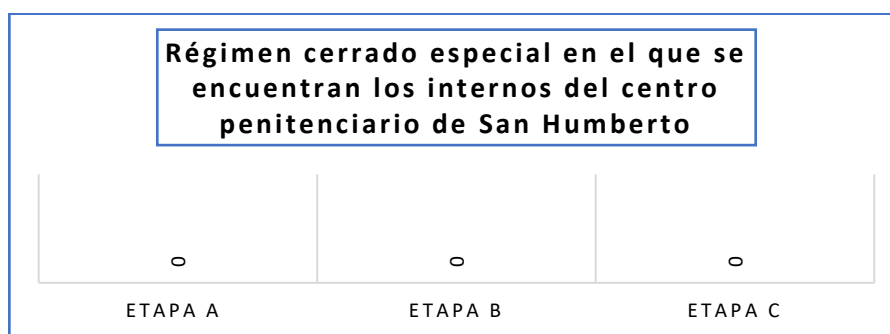 Régimen cerrado especial en el que se
encuentran los internos del centro
penitenciario de San Humberto
0 0 0
ETAPA A ETAPA B ETAPA C